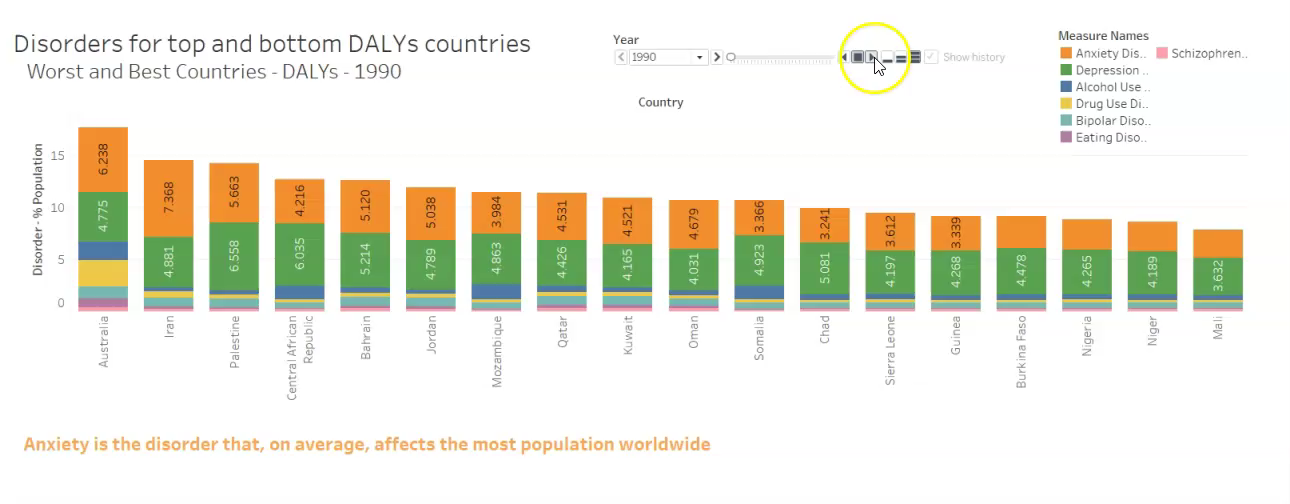 Disorders for top and bottom DALYs countries
Worst and Best Countries - DALYs - 1990
Year
1990
Show history
Measure Names
Anxiety Dis..
Schizophren..
Depression ..
Alcohol Use ..
Drug Use Di..
Bipolar Diso..
Eating Diso..
Country
Disorder - % Population
15
10
5
0
6.238
7.368
5.663
4.216
5.120
5.038
3.984
4.531
4.521
4.679
3.366
3.241
3.612
3.339
4.775
4.881
6.558
6.035
5.214
4.789
4.863
4.426
4.165
4.031
4.923
5.081
4.197
4.268
4.478
4.265
4.189
3.632
Australia
Iran
Palestine
Central African
Republic
Bahrain
Jordan
Mozambique
Qatar
Kuwait
Oman
Somalia
Chad
Sierra Leone
Guinea
Burkina Faso
Nigeria
Niger
Mali
Anxiety is the disorder that, on average, affects the most population worldwide